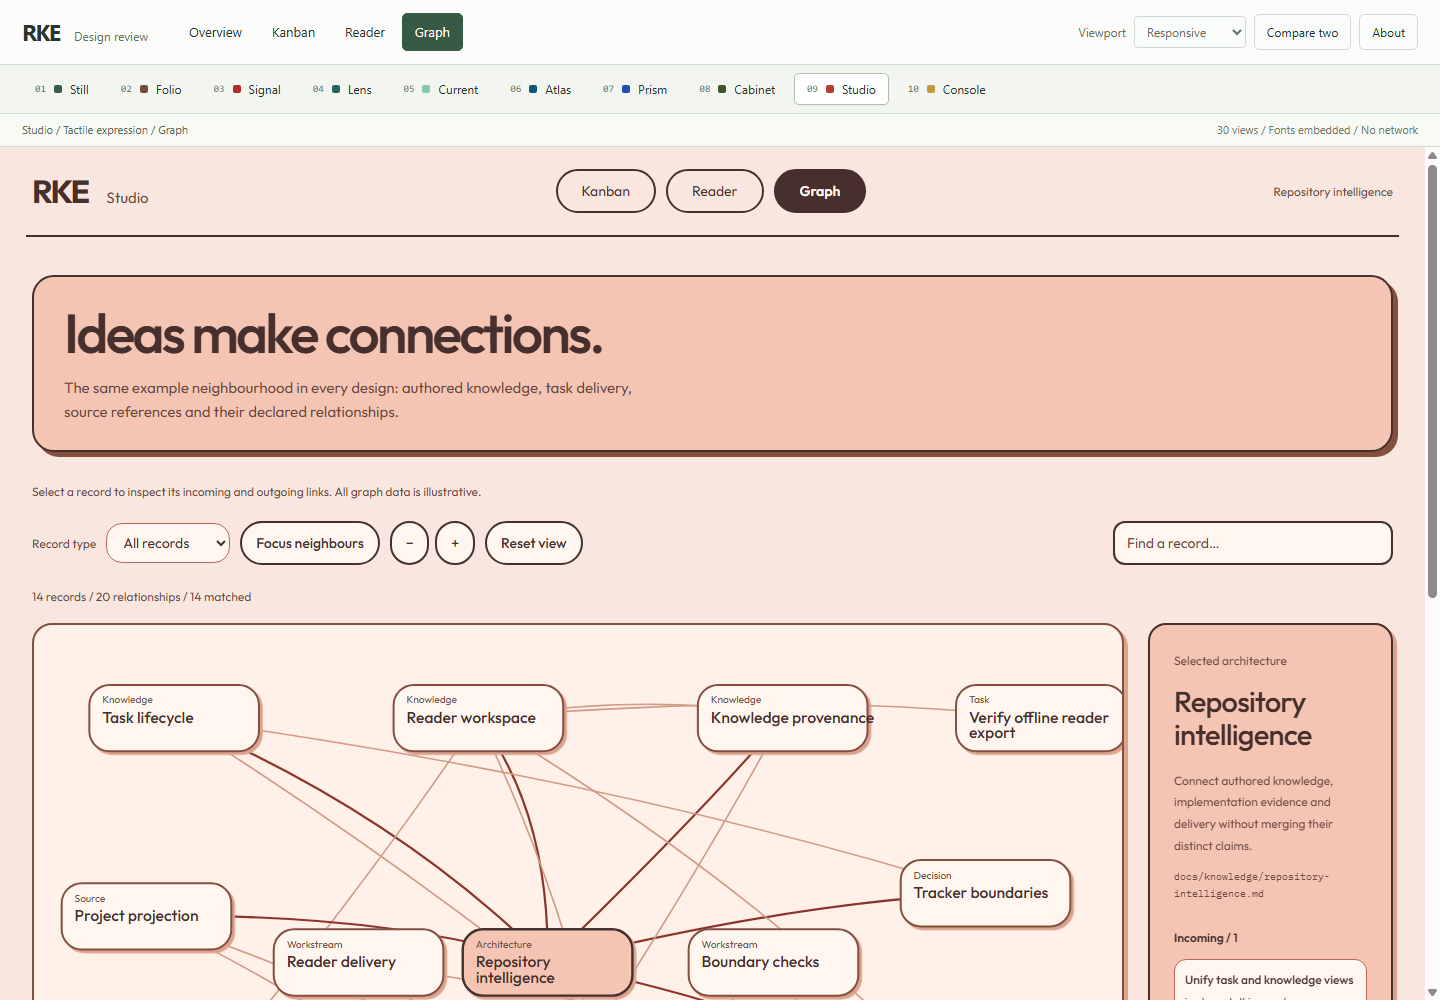 RKE Design review Overview Kanban Reader Graph Viewport Responsive Compare two About
01 Still 02 Folio 03 Signal 04 Lens 05 Current 06 Atlas 07 Prism 08 Cabinet 09 Studio 10 Console
Studio / Tactile expression / Graph 30 views / Fonts embedded / No network
RKE Studio Kanban Reader Graph Repository intelligence
Ideas make connections.
The same example neighbourhood in every design: authored knowledge, task delivery,
source references and their declared relationships.
Select a record to inspect its incoming and outgoing links. All graph data is illustrative.
Record type All records Focus neighbours − + Reset view Find a record...
14 records / 20 relationships / 14 matched
Knowledge
Task lifecycle
Knowledge
Reader workspace
Knowledge
Knowledge provenance
Task
Verify offline reader
export
Decision
Tracker boundaries
Source
Project projection
Workstream
Reader delivery
Architecture
Repository
intelligence
Workstream
Boundary checks
Selected architecture
Repository
intelligence
Connect authored knowledge,
implementation evidence and
delivery without merging their
distinct claims.
docs/knowledge/repository-
intelligence.md
Incoming / 1
Unify task and knowledge views